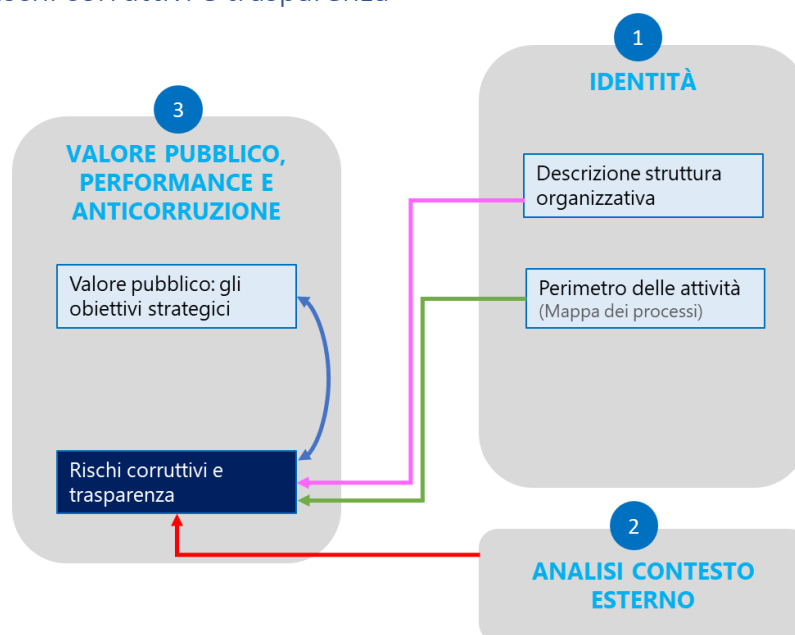 1
IDENTITÀ
Descrizione struttura
organizzativa
Perimetro delle attività
(Mappa dei processi)
3
VALORE PUBBLICO,
PERFORMANCE E
ANTICORRUZIONE
Valore pubblico: gli
obiettivi strategici
Rischi corruttivi e
trasparenza
2
ANALISI CONTESTO
ESTERNO